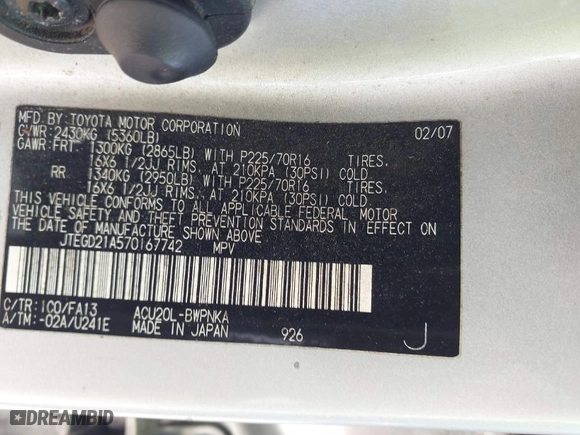 MFD. BY: TOYOTA MOTOR CORPORATION 02/07
GVWR: 2430KG (5360LB)
GAWR: FRT 1300KG (2865LB) WITH P225/70R16 TIRES,
16X6 1/2JJ RIMS, AT 210KPA (30PSI) COLD
RR 1340KG (2950LB) WITH P225/70R16 TIRES,
16X6 1/2JJ RIMS, AT 210KPA (30PSI) COLD
THIS VEHICLE CONFORMS TO ALL APPLICABLE FEDERAL MOTOR
VEHICLE SAFETY STANDARDS IN EFFECT ON
THE DATE OF MANUFACTURE SHOWN ABOVE.
JTEGD21A570167742 MPV
C/TR: 1C0/FA13 ACU20L-BWPNKA
A/TM: -02A/U241E MADE IN JAPAN 926 J
DREAMBID